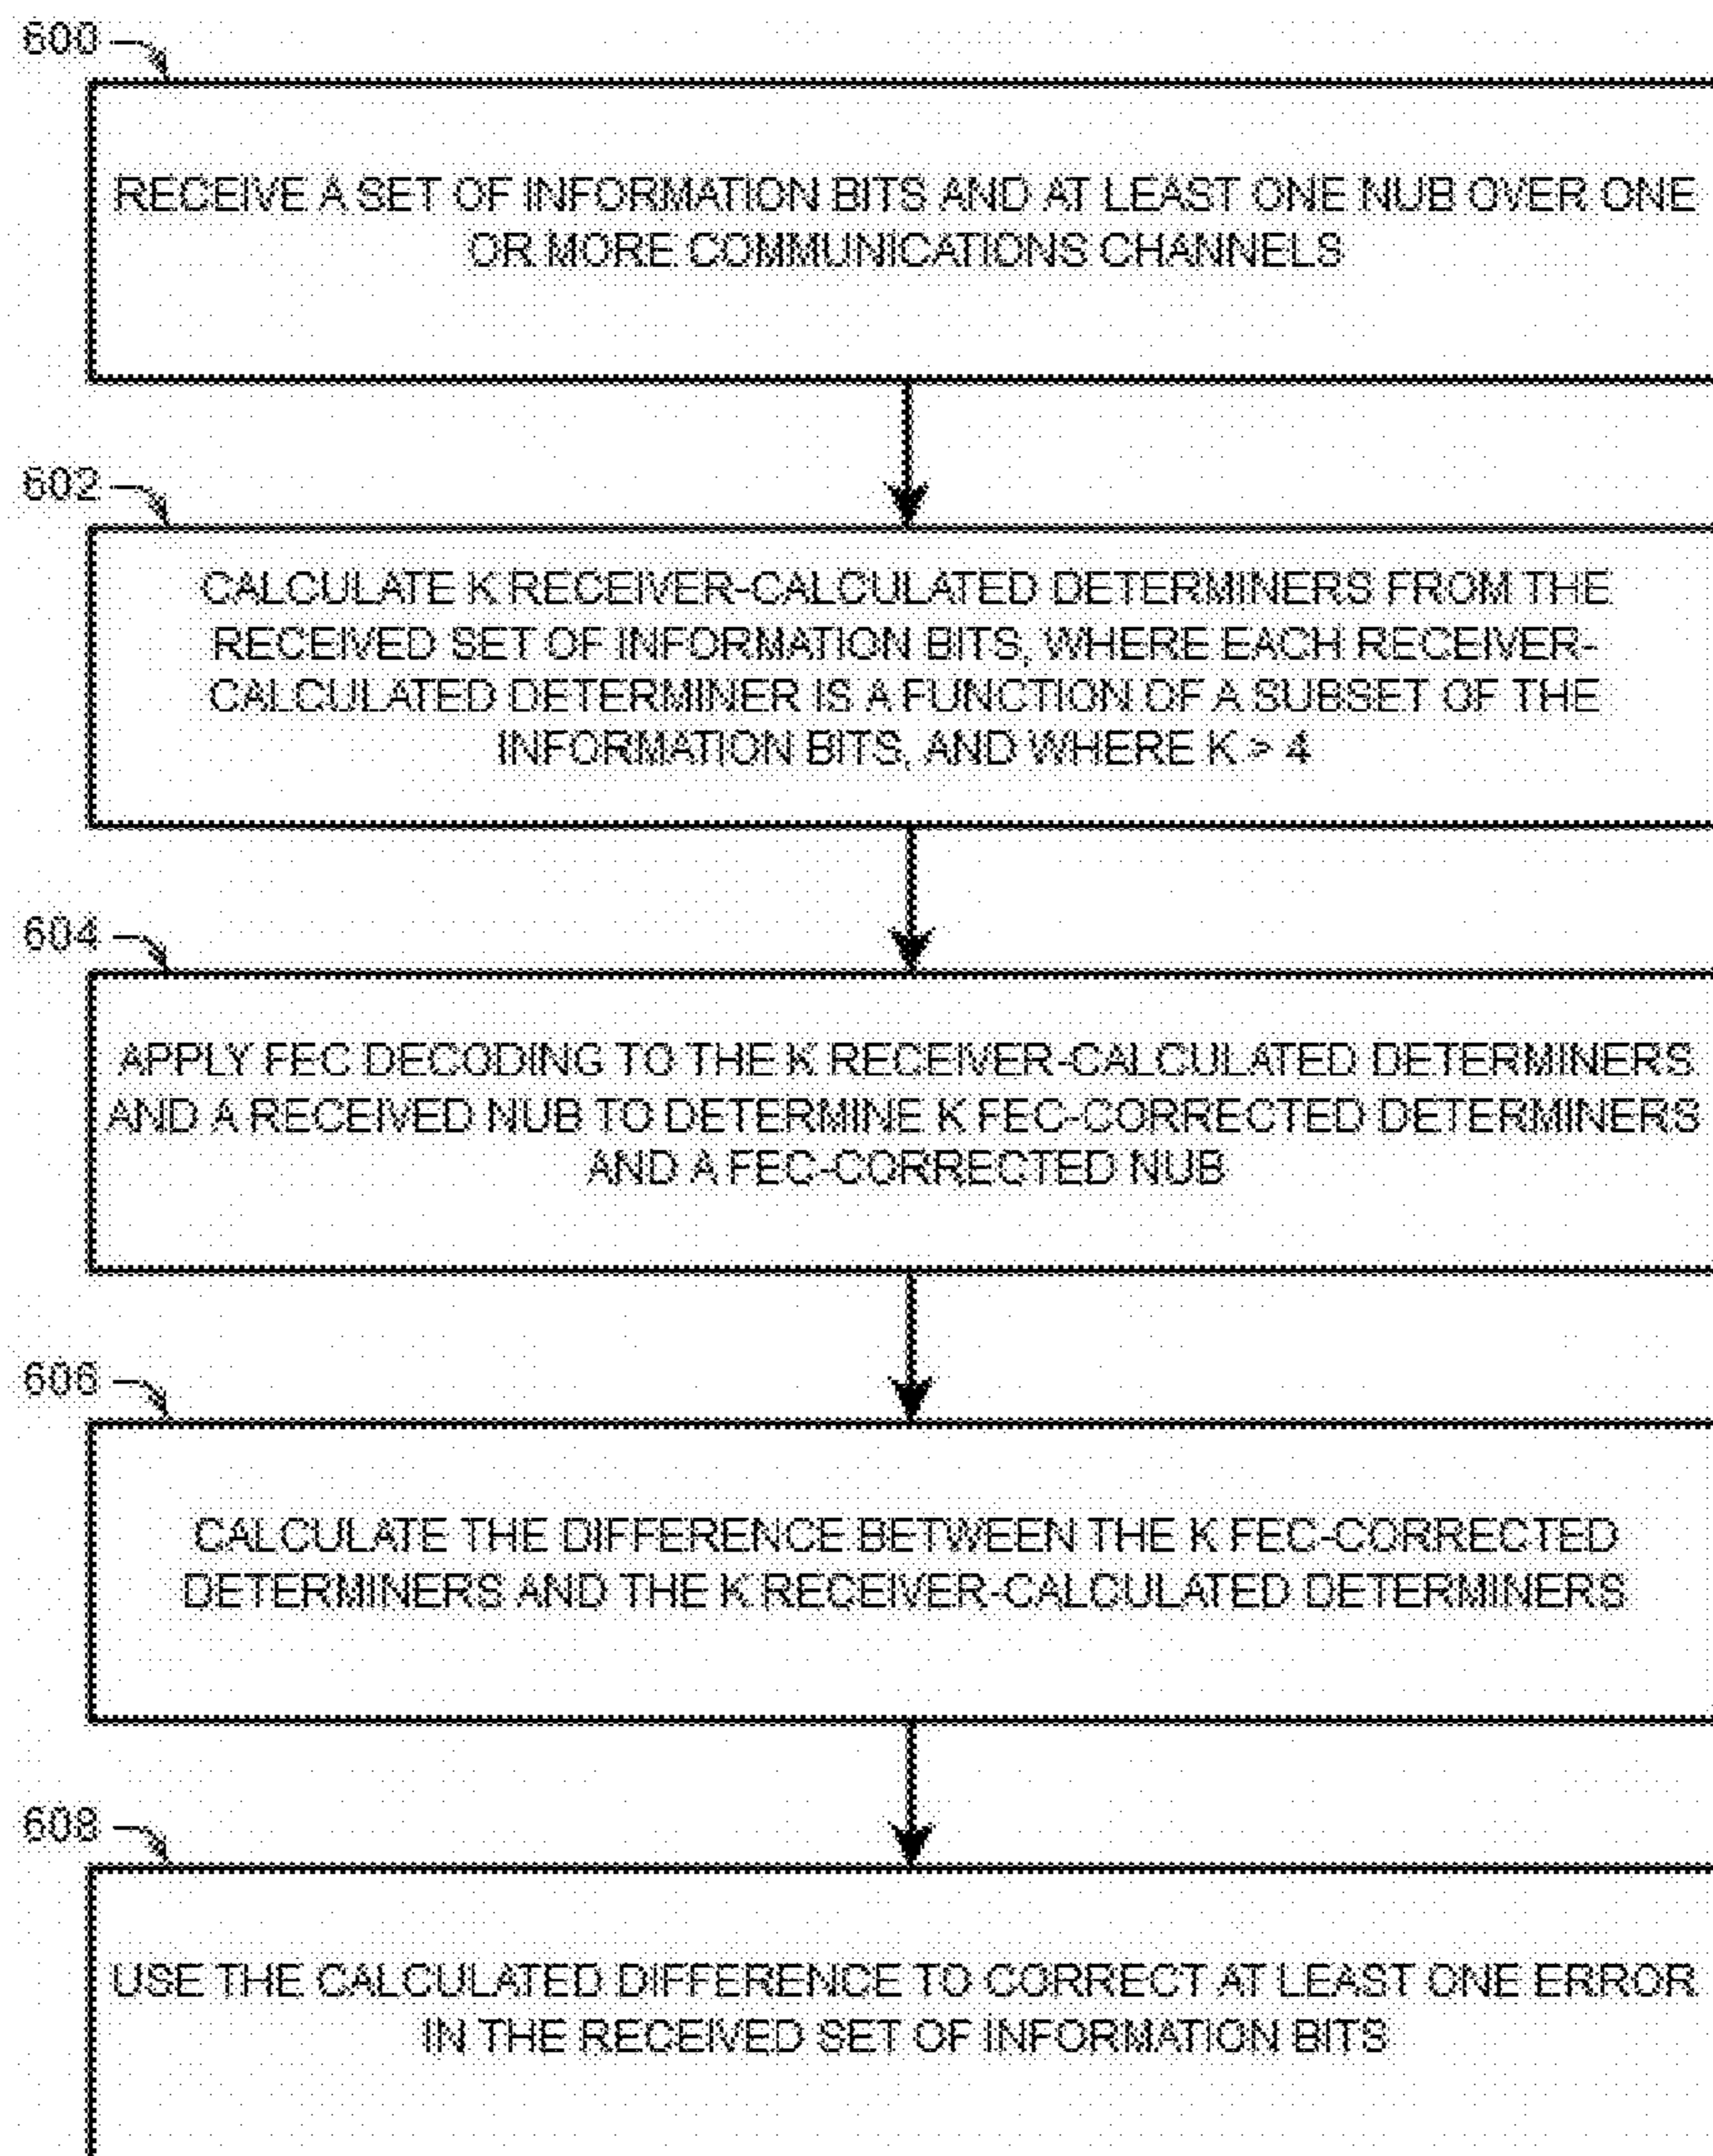 600
RECEIVE A SET OF INFORMATION BITS AND AT LEAST ONE NUB OVER ONE
OR MORE COMMUNICATIONS CHANNELS
602
CALCULATE K RECEIVER-CALCULATED DETERMINERS FROM THE
RECEIVED SET OF INFORMATION BITS, WHERE EACH RECEIVER-
CALCULATED DETERMINER IS A FUNCTION OF A SUBSET OF THE
INFORMATION BITS, AND WHERE K > 4
604
APPLY FEC DECODING TO THE K RECEIVER-CALCULATED DETERMINERS
AND A RECEIVED NUB TO DETERMINE K FEC-CORRECTED DETERMINERS
AND A FEC-CORRECTED NUB
606
CALCULATE THE DIFFERENCE BETWEEN THE K FEC-CORRECTED
DETERMINERS AND THE K RECEIVER-CALCULATED DETERMINERS
608
USE THE CALCULATED DIFFERENCE TO CORRECT AT LEAST ONE ERROR
IN THE RECEIVED SET OF INFORMATION BITS